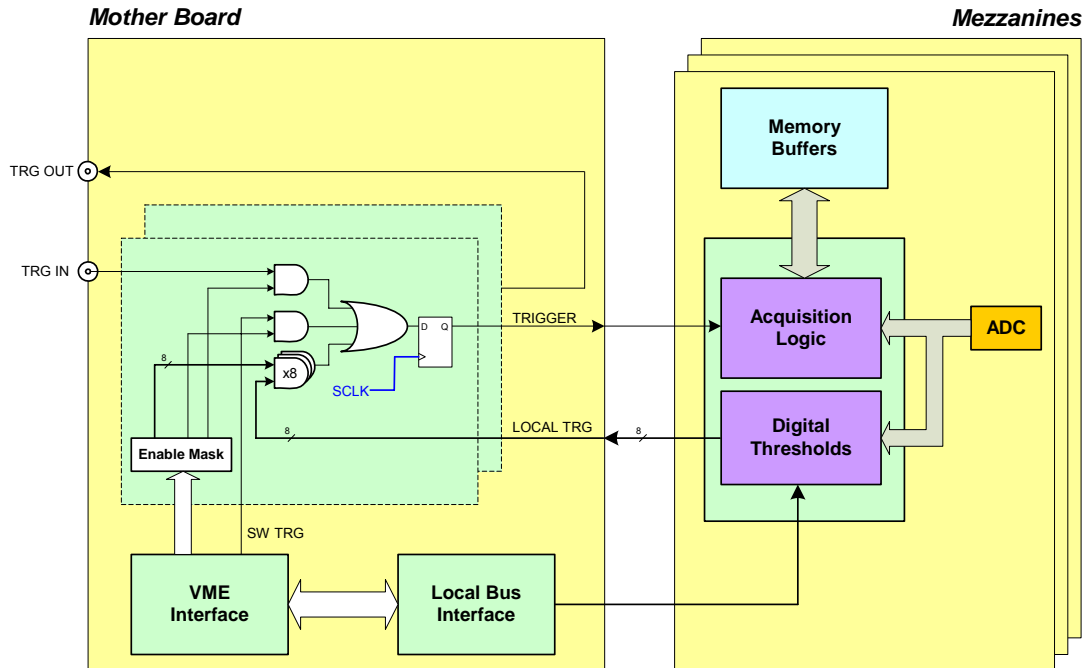 Mother Board
Mezzanines
Memory
Buffers
TRG OUT
TRG IN
D Q
TRIGGER
Acquisition
Logic
ADC
8
x8
SCLK
LOCAL TRG
8
8
Digital
Thresholds
Enable Mask
SW TRG
VME
Interface
Local Bus
Interface